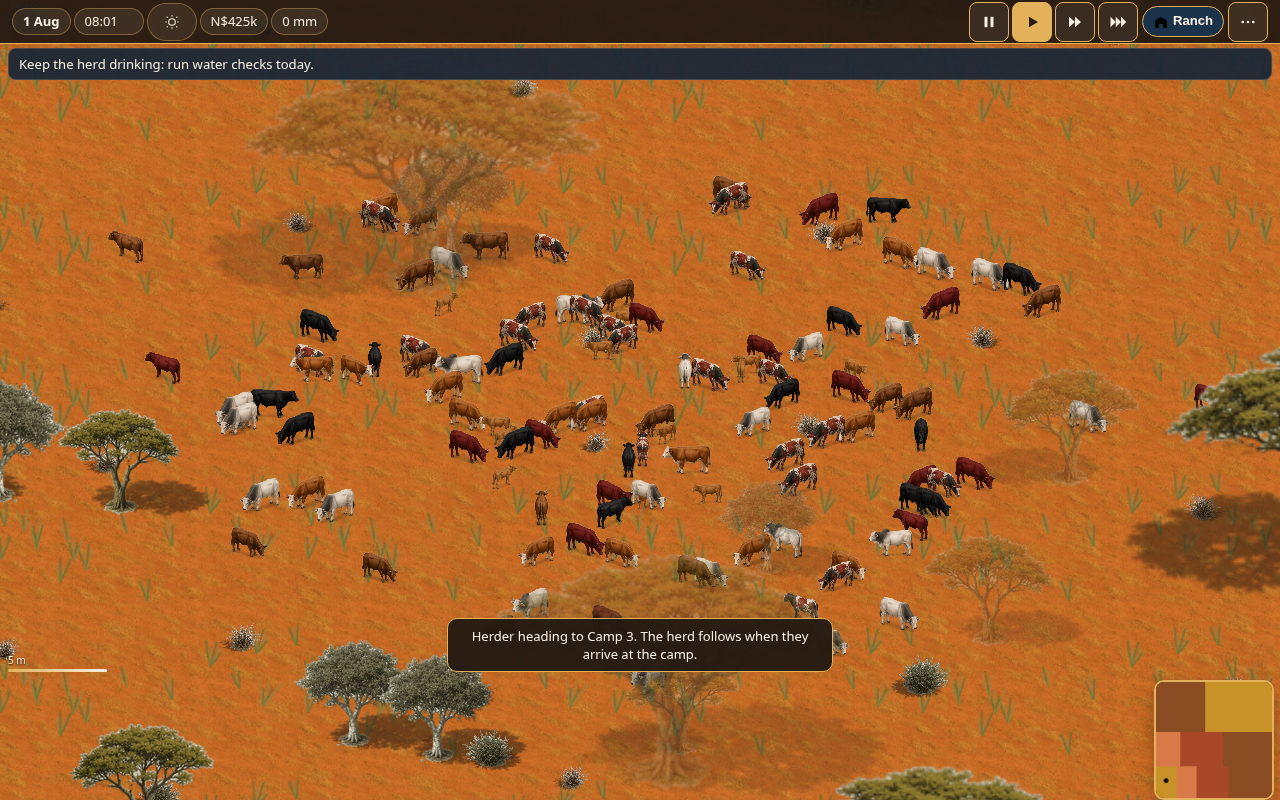 1 Aug
08:01
N$425k
0 mm
Ranch
Keep the herd drinking: run water checks today.
Herder heading to Camp 3. The herd follows when they
arrive at the camp.
5 m